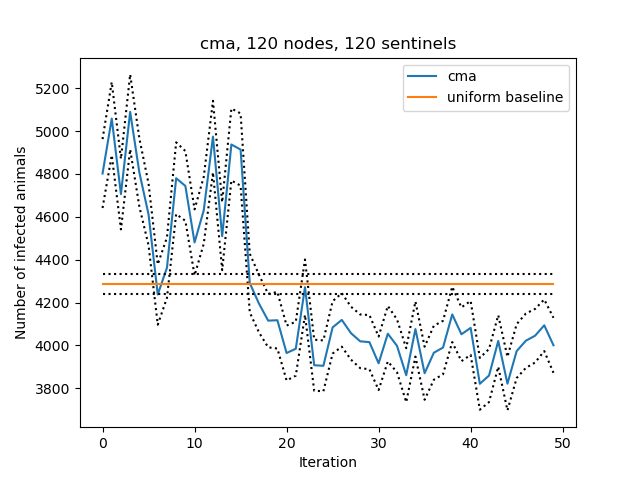 cma, 120 nodes, 120 sentinels
cma
uniform baseline
Number of infected animals
5200
5000
4800
4600
4400
4200
4000
3800
0 10 20 30 40 50
Iteration